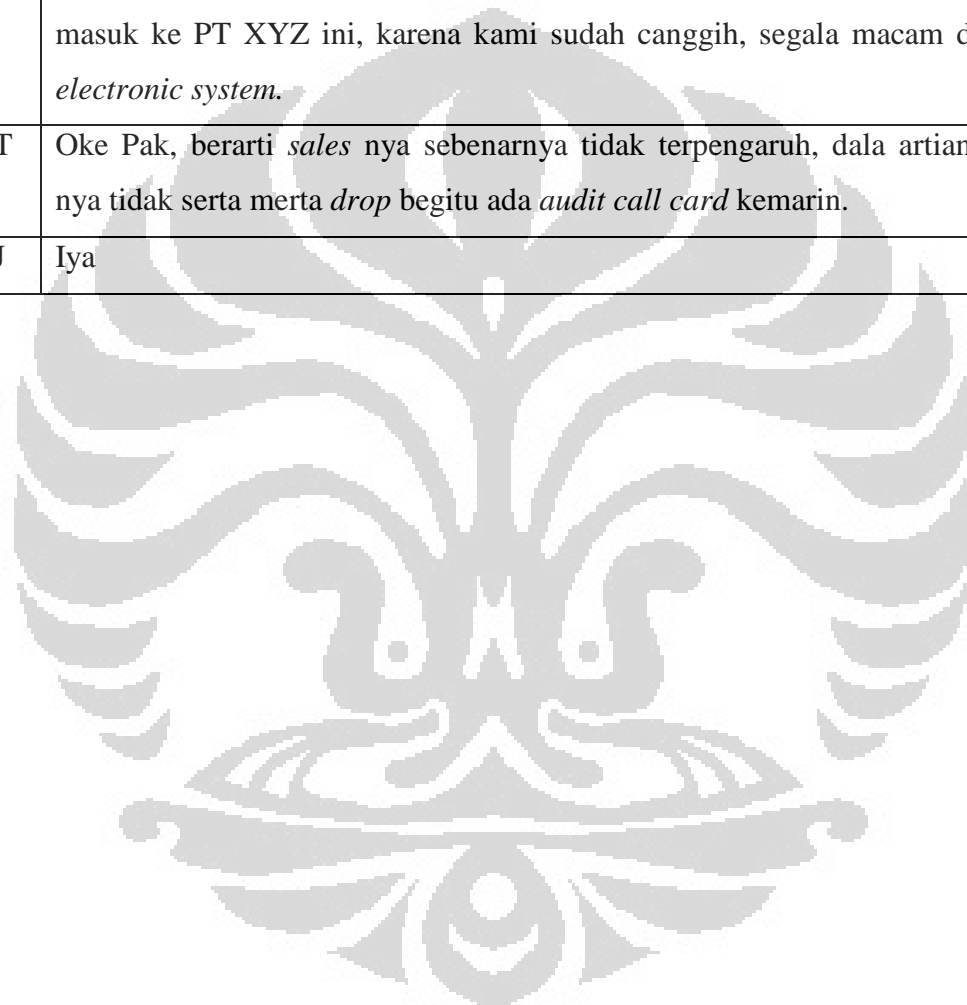 masuk ke PT XYZ ini, karena kami sudah canggih, segala macam d
electronic system.
T Oke Pak, berarti sales nya sebenarnya tidak terpengaruh, dala artian
nya tidak serta merta drop begitu ada audit call card kemarin.
J Iya